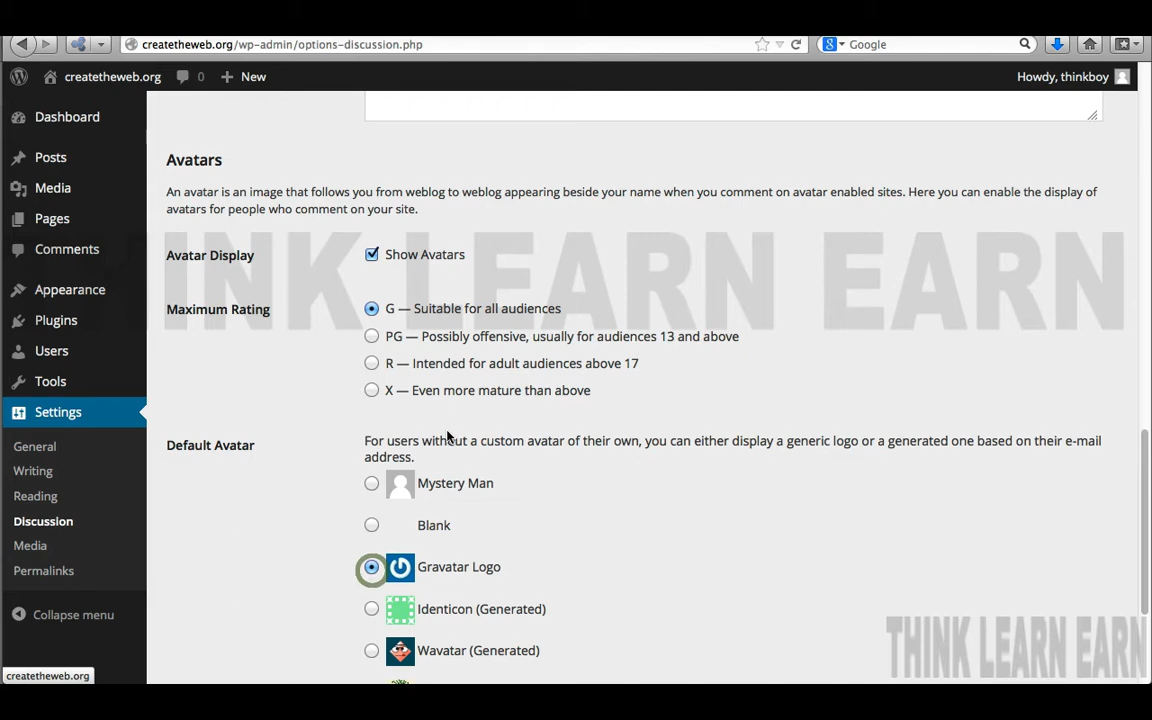 createtheweb.org/wp-admin/options-discussion.php
Google
createtheweb.org
0
New
Howdy, thinkboy
Dashboard
Posts
Media
Pages
Comments
Appearance
Plugins
Users
Tools
Settings
General
Writing
Reading
Discussion
Media
Permalinks
Collapse menu
createtheweb.org
Avatars
An avatar is an image that follows you from weblog to weblog appearing beside your name when you comment on avatar enabled sites. Here you can enable the display of
avatars for people who comment on your site.
Avatar Display
Show Avatars
THINK LEARN EARN
Maximum Rating
G — Suitable for all audiences
PG — Possibly offensive, usually for audiences 13 and above
R — Intended for adult audiences above 17
X — Even more mature than above
Default Avatar
For users without a custom avatar of their own, you can either display a generic logo or a generated one based on their e-mail
address.
Mystery Man
Blank
Gravatar Logo
Identicon (Generated)
Wavatar (Generated)
THINK LEARN EARN